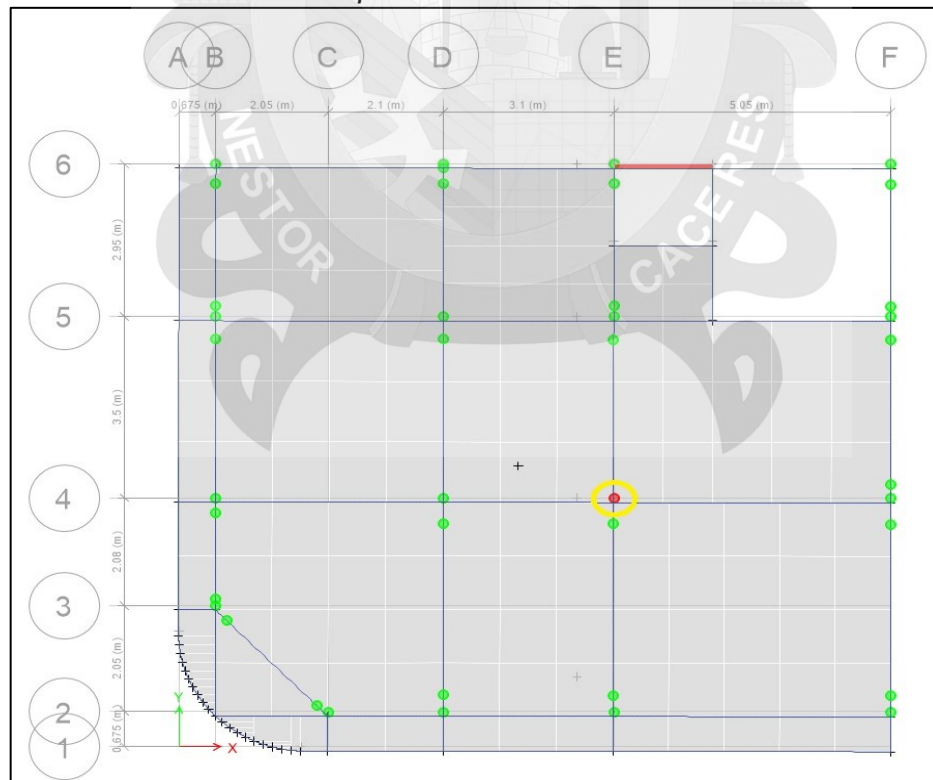 A B C D E F
0.675 (m) 2.05 (m) 2.1 (m) 3.1 (m) 5.05 (m)
6
2.95 (m)
NESTOR CACERES
5
3.5 (m)
4
2.08 (m)
3
2.05 (m)
Y
2
0.675 (m)
1
X